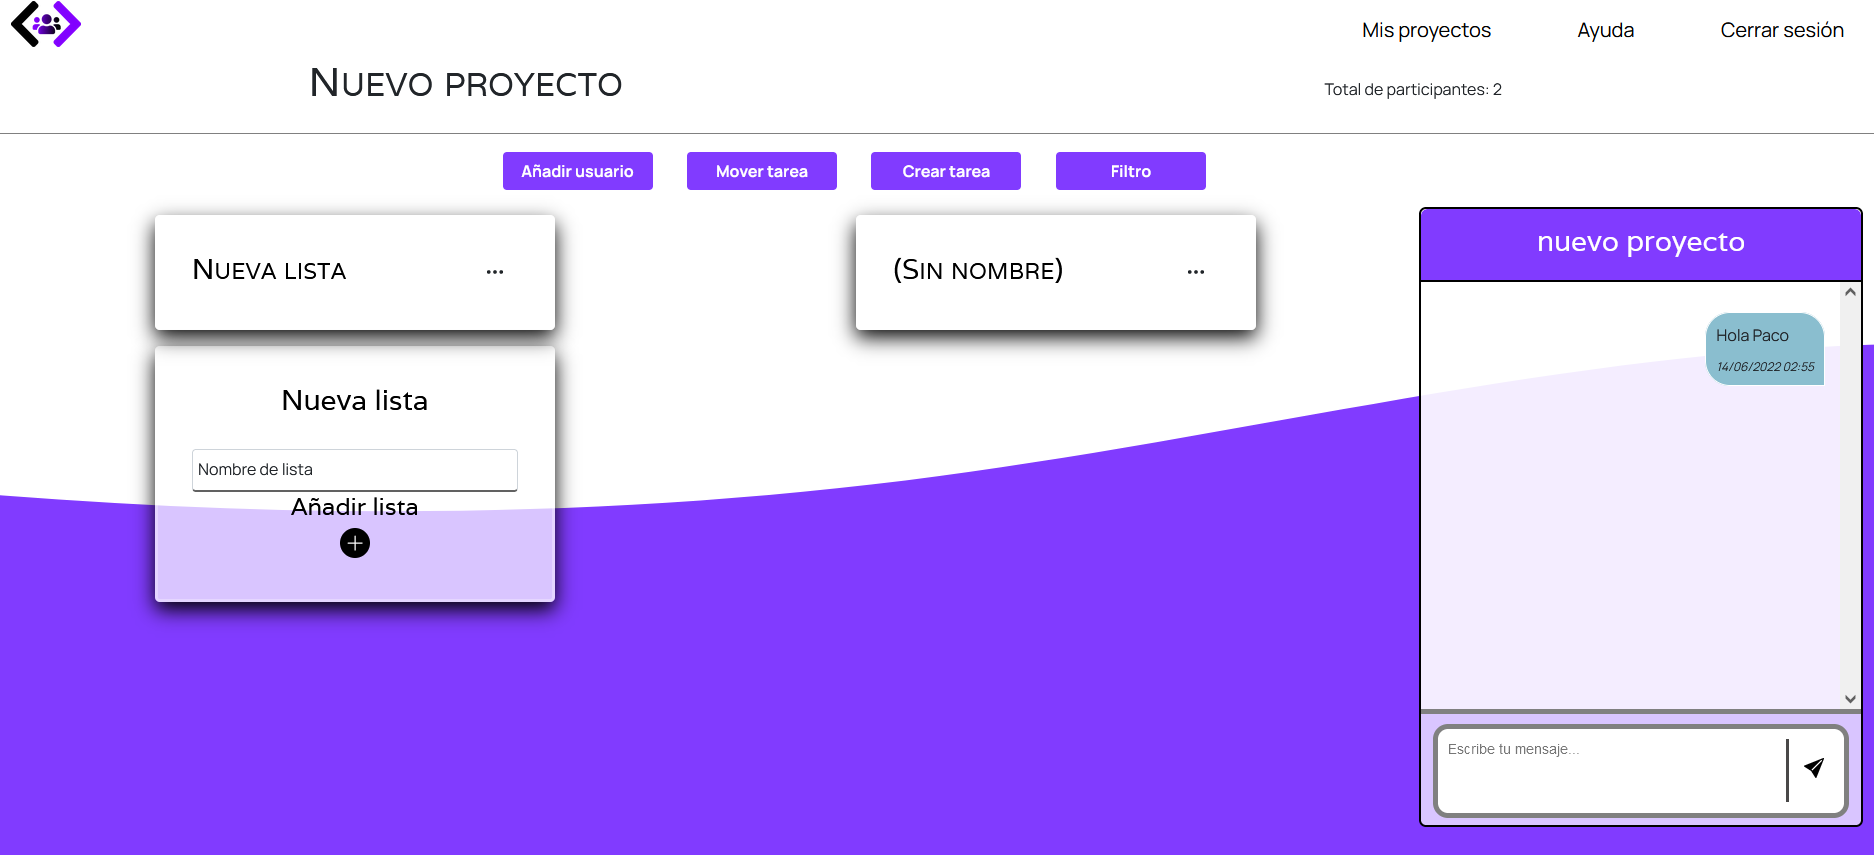 Mis proyectos
Ayuda
Cerrar sesión
Nuevo proyecto
Total de participantes: 2
Añadir usuario
Mover tarea
Crear tarea
Filtro
Nueva lista
...
(Sin nombre)
...
Nueva lista
Nombre de lista
Añadir lista
nuevo proyecto
Hola Paco
14/06/2022 02:55
Escribe tu mensaje...